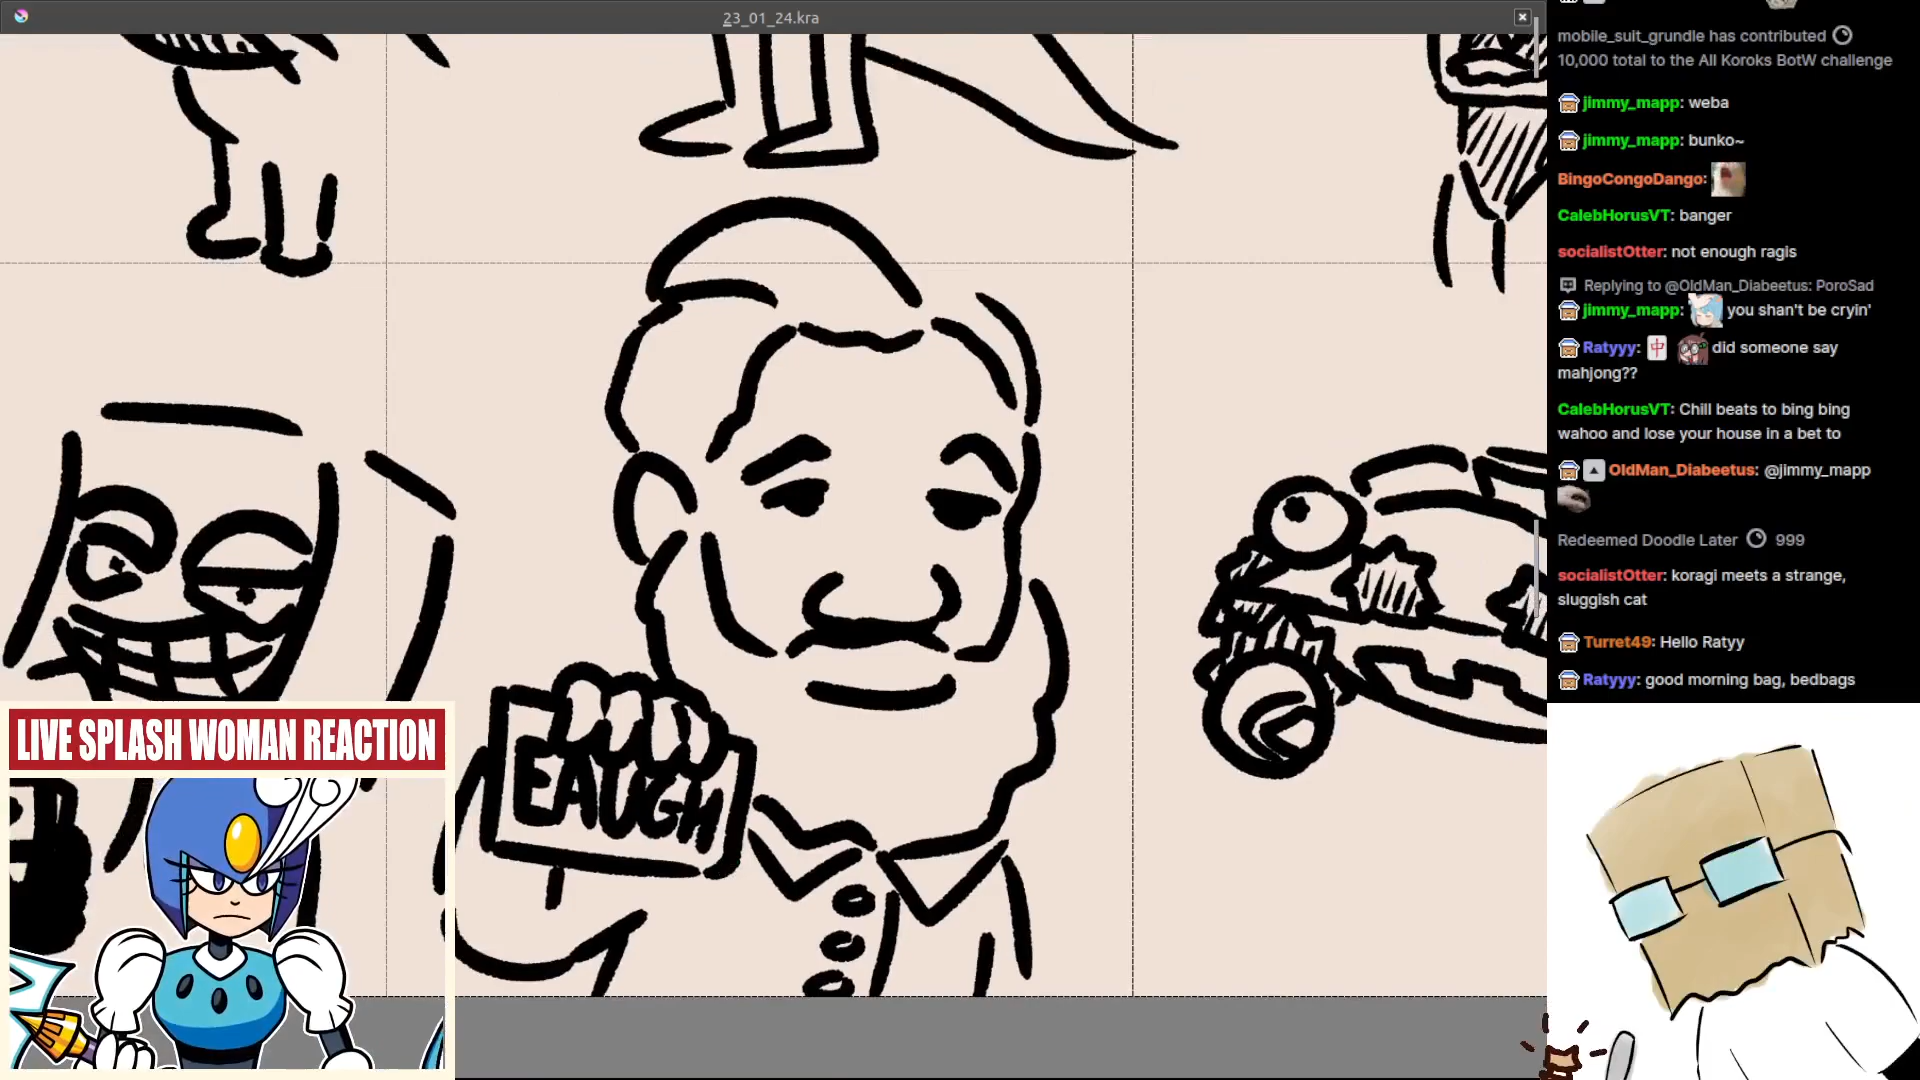 23_01_24.kra
mobile_suit_grundle has contributed
10,000 total to the All Koroks BotW challenge
jimmy_mapp: weba
jimmy_mapp: bunko~
BingoCongoDango:
CalebHorusVT: banger
socialistOtter: not enough ragis
Replying to @OldMan_Diabeetus: PoroSad
jimmy_mapp: you shan't be cryin'
Ratyyy: 中 did someone say
mahjong??
CalebHorusVT: Chill beats to bing bing
wahoo and lose your house in a bet to
OldMan_Diabeetus: @jimmy_mapp
Redeemed Doodle Later 999
socialistOtter: koragi meets a strange,
sluggish cat
Turret49: Hello Ratyy
Ratyyy: good morning bag, bedbags
EAUGH
LIVE SPLASH WOMAN REACTION